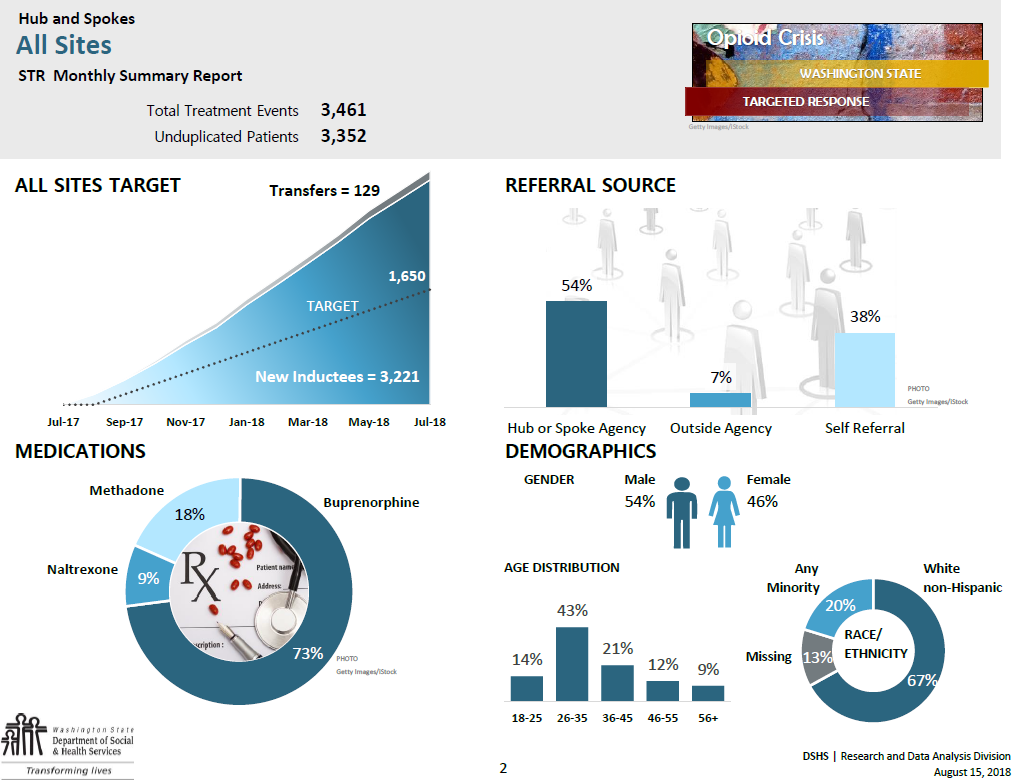 Hub and Spokes
All Sites
STR Monthly Summary Report
Total Treatment Events 3,461
Unduplicated Patients 3,352
Opioid Crisis
WASHINGTON STATE
TARGETED RESPONSE
Getty Images/iStock
ALL SITES TARGET
Transfers = 129
1,650
TARGET
New Inductees = 3,221
Jul-17 Sep-17 Nov-17 Jan-18 Mar-18 May-18 Jul-18
REFERRAL SOURCE
54%
7%
38%
PHOTO
Getty Images/iStock
Hub or Spoke Agency Outside Agency Self Referral
MEDICATIONS
Methadone
18%
Buprenorphine
Naltrexone
9%
73%
Rx
Patient name
Address:
scription :
PHOTO
Getty Images/iStock
DEMOGRAPHICS
GENDER
Male
54%
Female
46%
AGE DISTRIBUTION
14% 43% 21% 12% 9%
18-25 26-35 36-45 46-55 56+
Any
Minority
20%
White
non-Hispanic
RACE/
ETHNICITY
Missing 13%
67%
Washington State
Department of Social
& Health Services
Transforming lives
2
DSHS | Research and Data Analysis Division
August 15, 2018